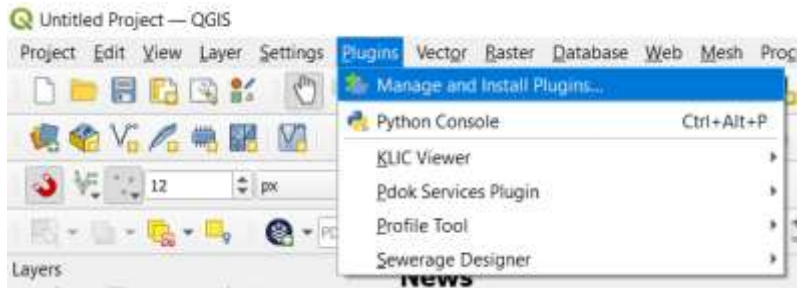 Untitled Project — QGIS
Project Edit View Layer Settings Plugins Vector Raster Database Web Mesh Proc
Manage and Install Plugins...
Python Console Ctrl+Alt+P
KLIC Viewer
12 px
Pdok Services Plugin
Profile Tool
Sewerage Designer
Layers
News